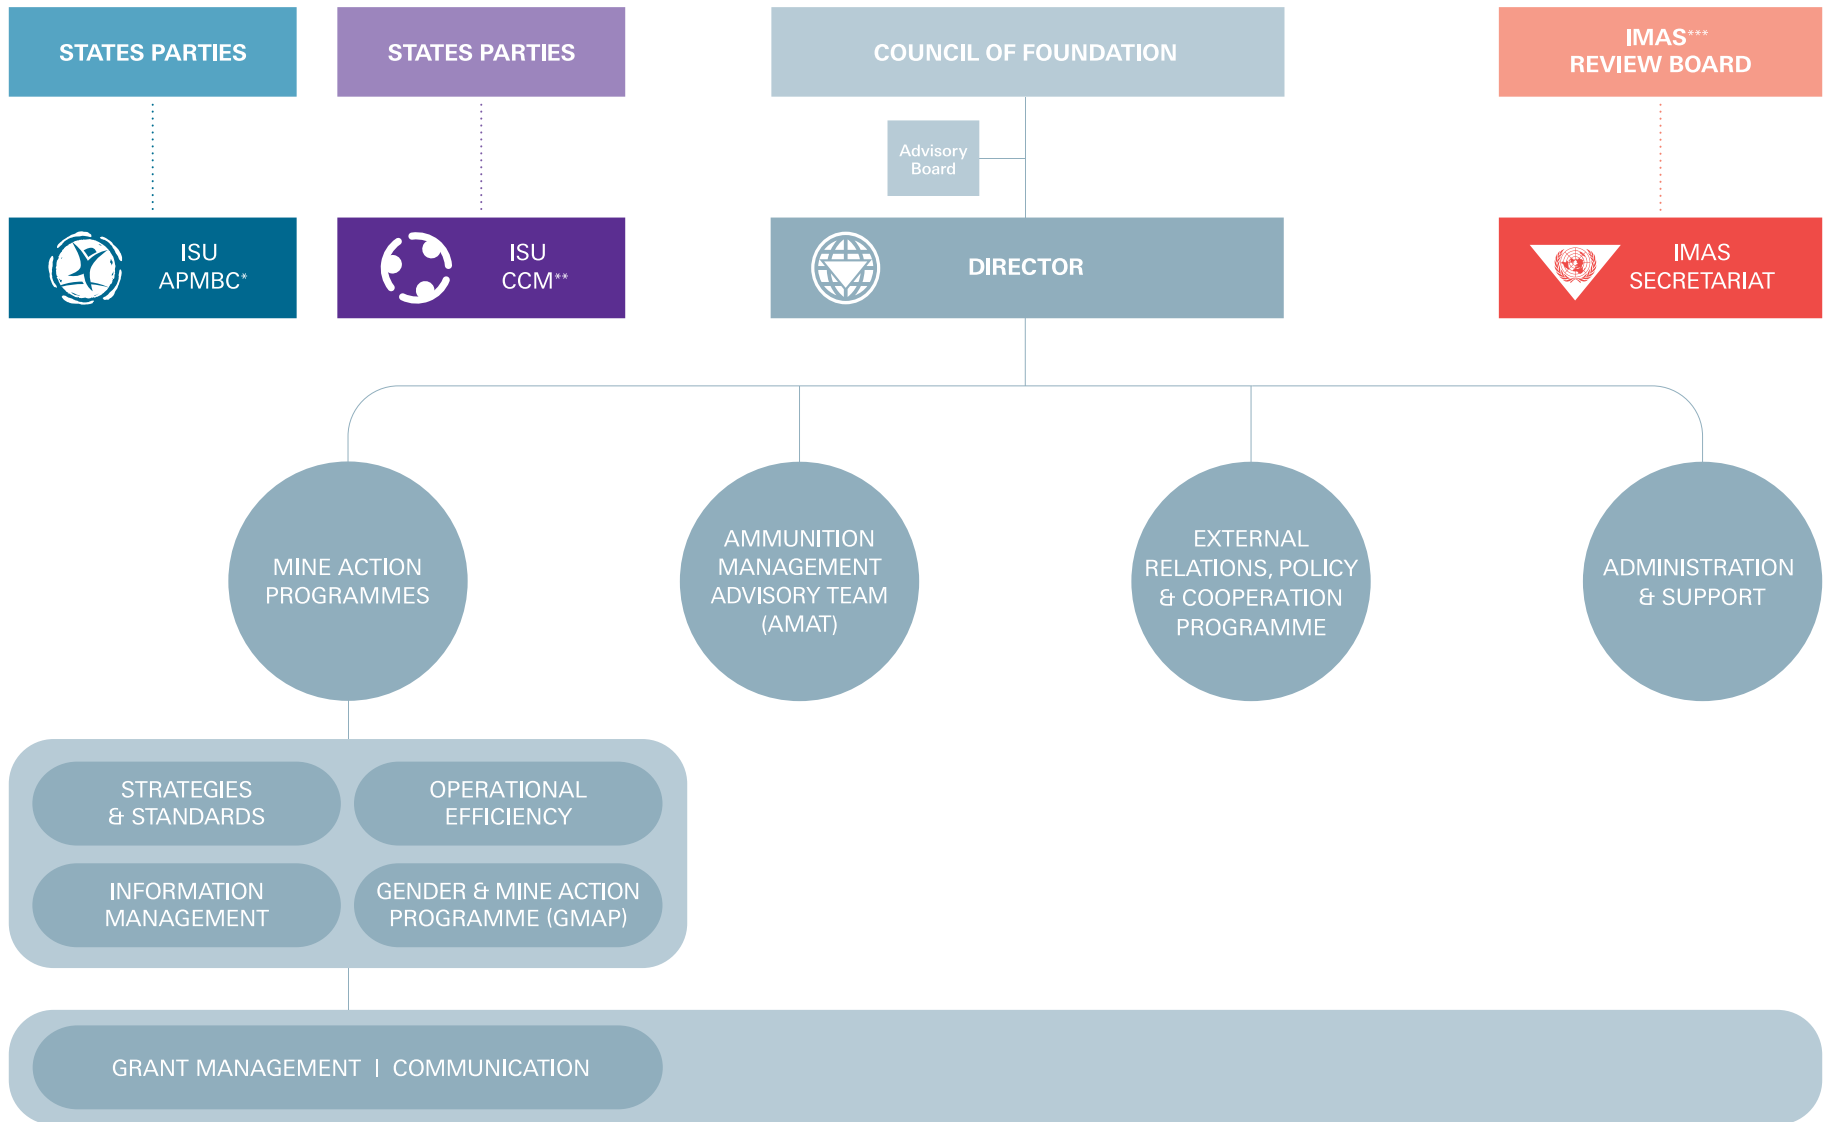 STATES PARTIES
STATES PARTIES
COUNCIL OF FOUNDATION
IMAS***
REVIEW BOARD
Advisory
Board
ISU
APMBC*
ISU
CCM**
DIRECTOR
IMAS
SECRETARIAT
MINE ACTION
PROGRAMMES
AMMUNITION
MANAGEMENT
ADVISORY TEAM
(AMAT)
EXTERNAL
RELATIONS, POLICY
& COOPERATION
PROGRAMME
ADMINISTRATION
& SUPPORT
STRATEGIES
& STANDARDS
OPERATIONAL
EFFICIENCY
INFORMATION
MANAGEMENT
GENDER & MINE ACTION
PROGRAMME (GMAP)
GRANT MANAGEMENT | COMMUNICATION